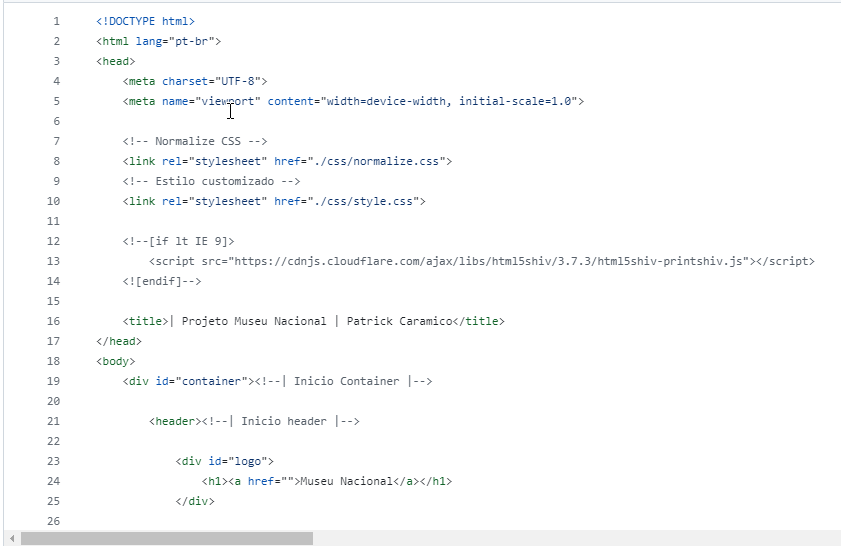 1 <!DOCTYPE html>
2 <html lang="pt-br">
3 <head>
4 <meta charset="UTF-8">
5 <meta name="viewport" content="width=device-width, initial-scale=1.0">
6
7 <!-- Normalize CSS -->
8 <link rel="stylesheet" href="./css/normalize.css">
9 <!-- Estilo customizado -->
10 <link rel="stylesheet" href="./css/style.css">
11
12 <!--[if lt IE 9]>
13 <script src="https://cdnjs.cloudflare.com/ajax/libs/html5shiv/3.7.3/html5shiv-printshiv.js"></script>
14 <![endif]-->
15
16 <title>| Projeto Museu Nacional | Patrick Caramico</title>
17 </head>
18 <body>
19 <div id="container"><!--| Inicio Container |-->
20
21 <header><!--| Inicio header |-->
22
23 <div id="logo">
24 <h1><a href="">Museu Nacional</a></h1>
25 </div>
26